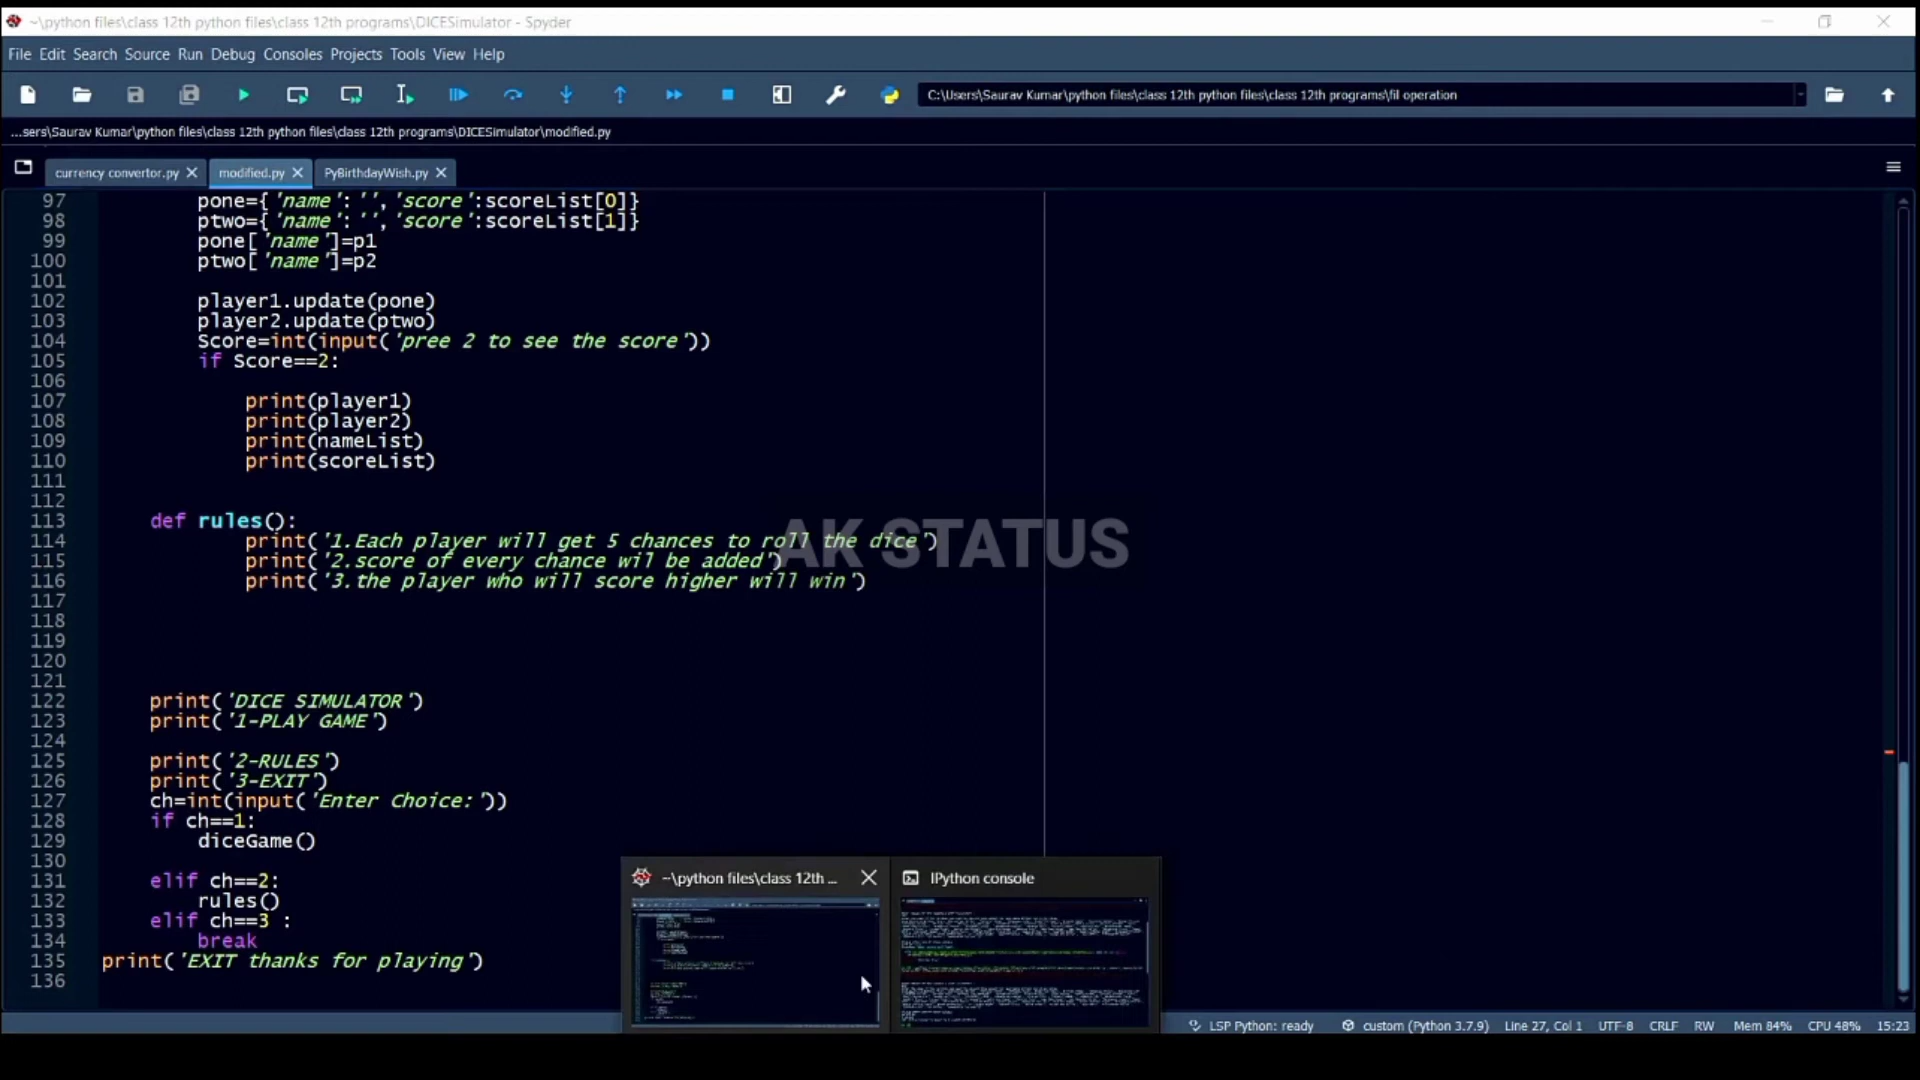 ~\python files\class 12th python files\class 12th programs\DICESimulator - Spyder
File Edit Search Source Run Debug Consoles Projects Tools View Help
C:\Users\Saurav Kumar\python files\class 12th python files\class 12th programs\fil operation
...sers\Saurav Kumar\python files\class 12th python files\class 12th programs\DICESimulator\modified.py
currency convertor.py modified.py PyBirthdayWish.py
97 pone={'name':'','score':scoreList[0]}
98 ptwo={'name':'','score':scoreList[1]}
99 pone['name']=p1
100 ptwo['name']=p2
101
102 player1.update(pone)
103 player2.update(ptwo)
104 Score=int(input('pree 2 to see the score'))
105 if Score==2:
106
107 print(player1)
108 print(player2)
109 print(nameList)
110 print(scoreList)
111
112
113 def rules():
114 print('1.Each player will get 5 chances to roll the dice')
115 print('2.score of every chance wil be added')
116 print('3.the player who will score higher will win')
AK STATUS
117
118
119
120
121
122 print('DICE SIMULATOR')
123 print('1-PLAY GAME')
124
125 print('2-RULES')
126 print('3-EXIT')
127 ch=int(input('Enter Choice:'))
128 if ch==1:
129 diceGame()
130
131 elif ch==2:
132 rules()
133 elif ch==3 :
134 break
135 print('EXIT thanks for playing')
136
~\python files\class 12th ... IPython console
LSP Python: ready custom (Python 3.7.9) Line 27, Col 1 UTF-8 CRLF RW Mem 84% CPU 48% 15:23